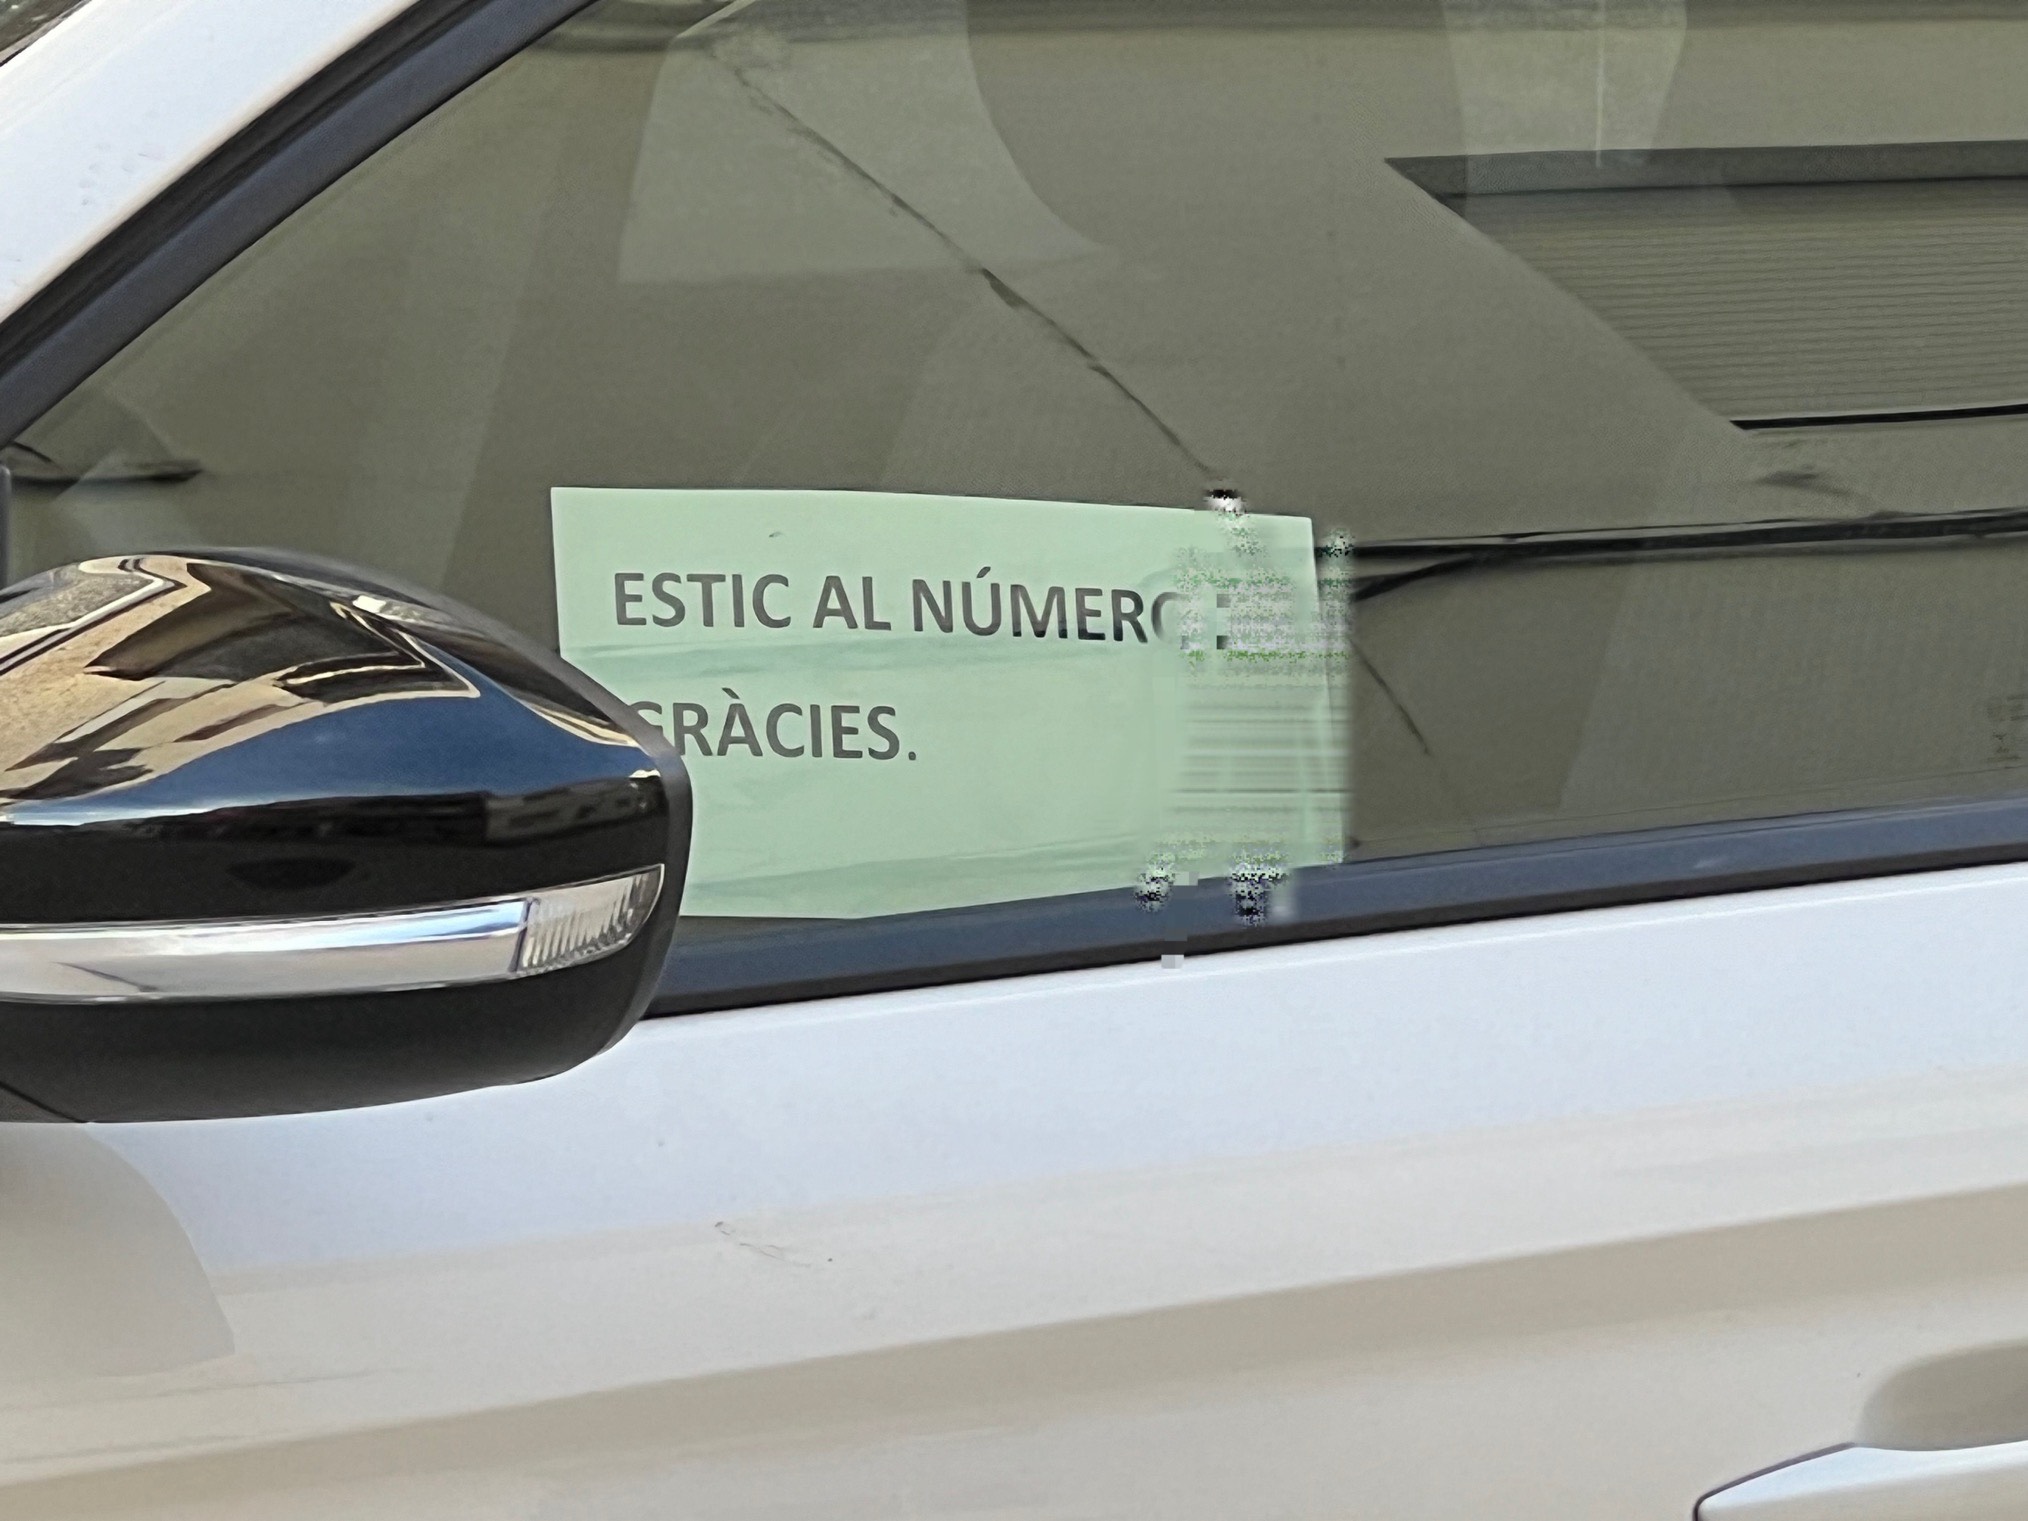 ESTIC AL NÚMERO
GRÀCIES.